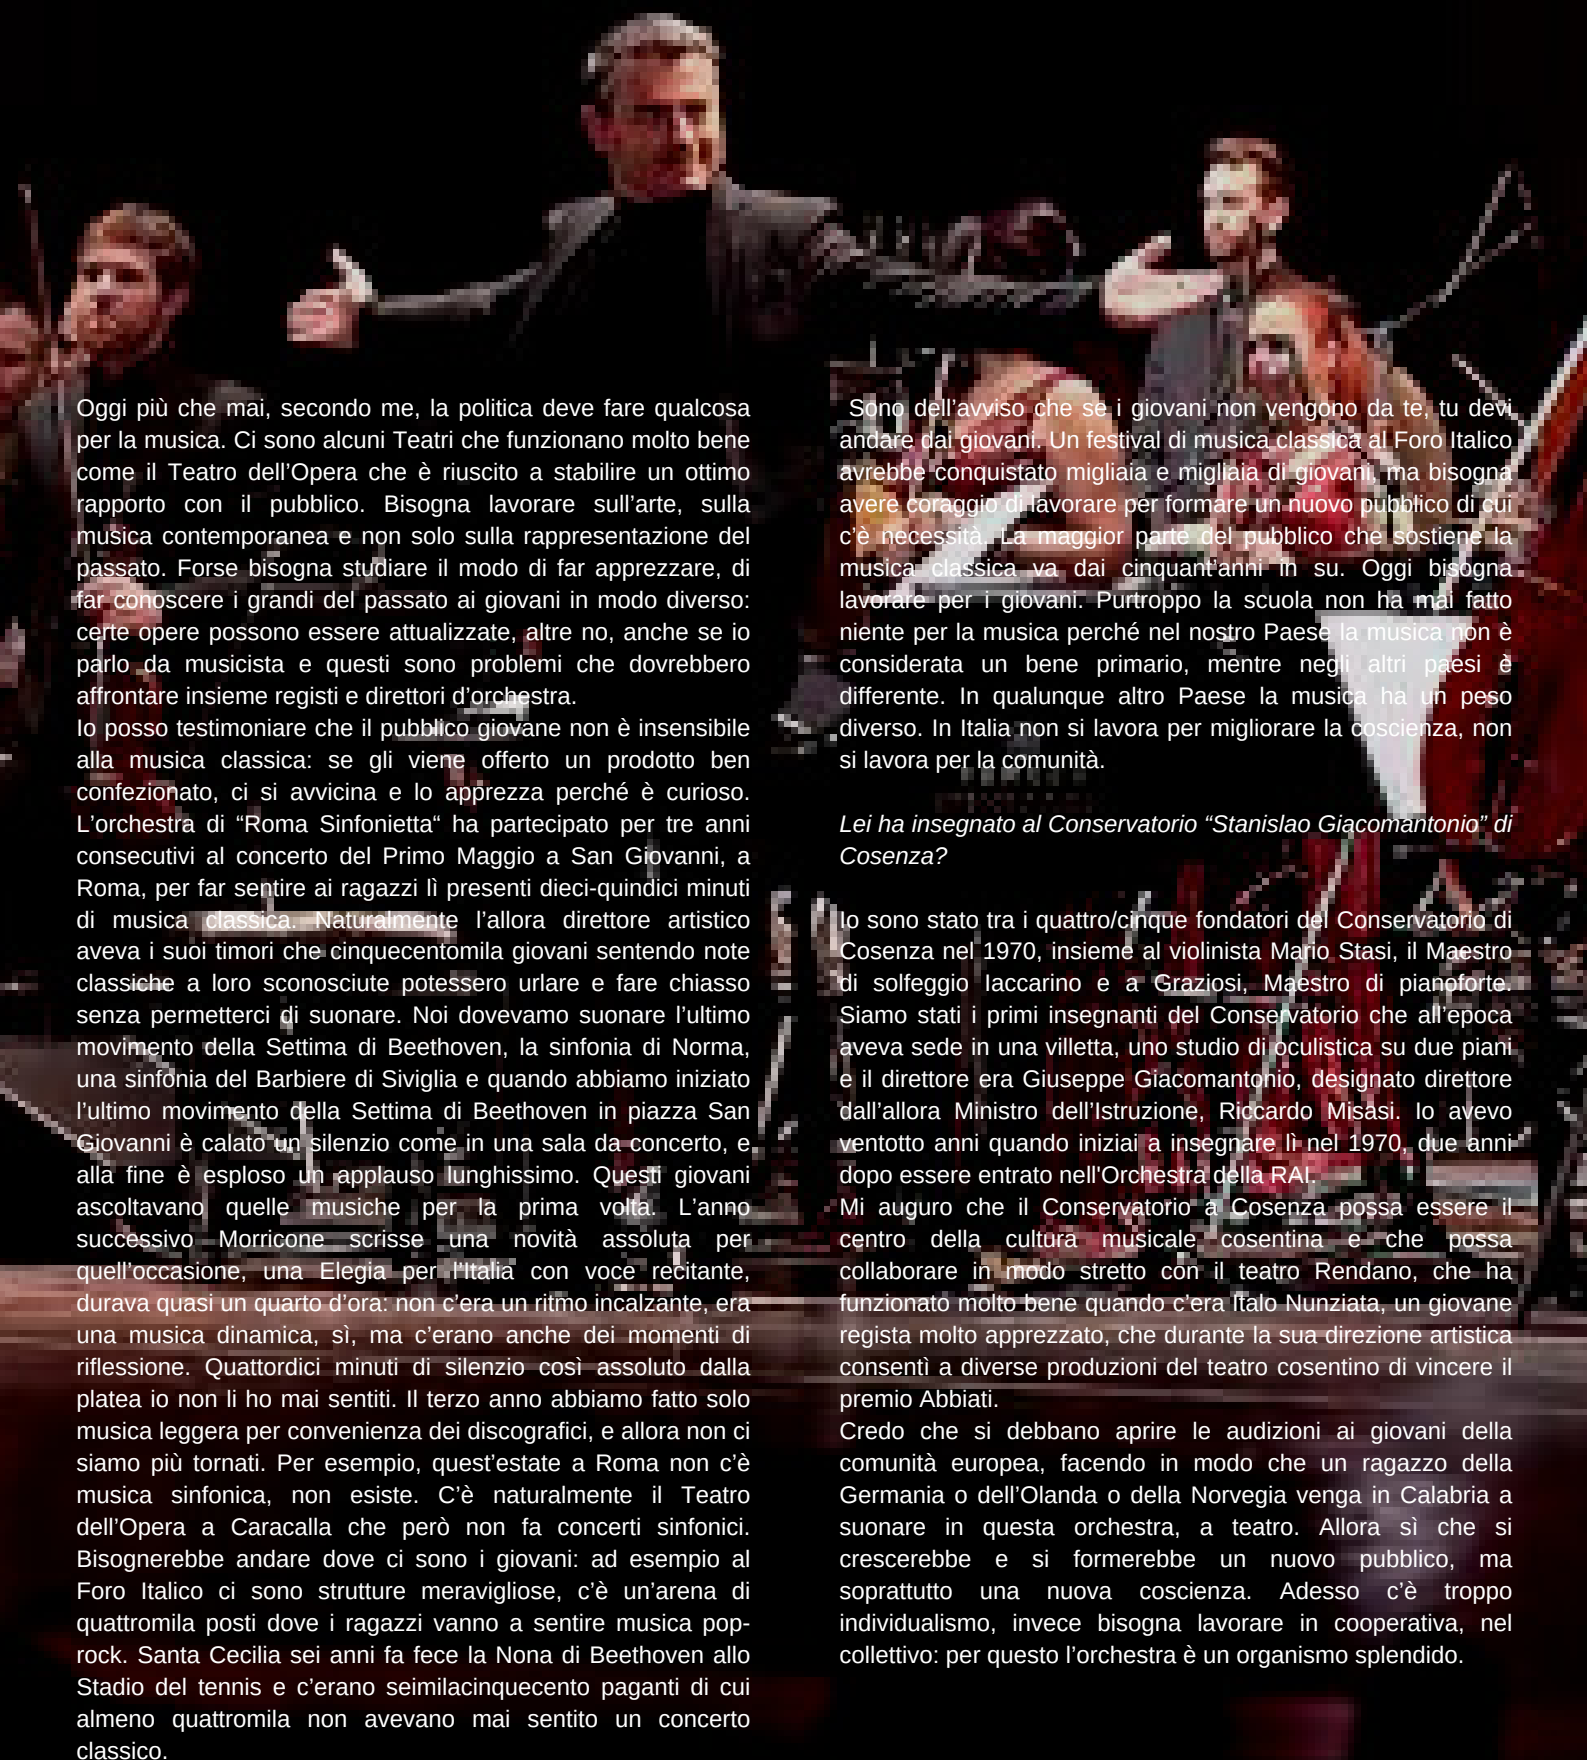 Oggi più che mai, secondo me, la politica deve fare qualcosa
per la musica. Ci sono alcuni Teatri che funzionano molto bene
come il Teatro dell’Opera che è riuscito a stabilire un ottimo
rapporto con il pubblico. Bisogna lavorare sull’arte, sulla
musica contemporanea e non solo sulla rappresentazione del
passato. Forse bisogna studiare il modo di far apprezzare, di
far conoscere i grandi del passato ai giovani in modo diverso:
certe opere possono essere attualizzate, altre no, anche se io
parlo da musicista e questi sono problemi che dovrebbero
affrontare insieme registi e direttori d’orchestra.
Io posso testimoniare che il pubblico giovane non è insensibile
alla musica classica: se gli viene offerto un prodotto ben
confezionato, ci si avvicina e lo apprezza perché è curioso.
L’orchestra di “Roma Sinfonietta“ ha partecipato per tre anni
consecutivi al concerto del Primo Maggio a San Giovanni, a
Roma, per far sentire ai ragazzi lì presenti dieci-quindici minuti
di musica classica. Naturalmente l’allora direttore artistico
aveva i suoi timori che cinquecentomila giovani sentendo note
classiche a loro sconosciute potessero urlare e fare chiasso
senza permetterci di suonare. Noi dovevamo suonare l’ultimo
movimento della Settima di Beethoven, la sinfonia di Norma,
una sinfonia del Barbiere di Siviglia e quando abbiamo iniziato
l’ultimo movimento della Settima di Beethoven in piazza San
Giovanni è calato un silenzio come in una sala da concerto, e
alla fine è esploso un applauso lunghissimo. Questi giovani
ascoltavano quelle musiche per la prima volta. L’anno
successivo Morricone scrisse una novità assoluta per
quell’occasione, una Elegia per l’Italia con voce recitante,
durava quasi un quarto d’ora: non c’era un ritmo incalzante, era
una musica dinamica, sì, ma c’erano anche dei momenti di
riflessione. Quattordici minuti di silenzio così assoluto dalla
platea io non li ho mai sentiti. Il terzo anno abbiamo fatto solo
musica leggera per convenienza dei discografici, e allora non ci
siamo più tornati. Per esempio, quest’estate a Roma non c’è
musica sinfonica, non esiste. C’è naturalmente il Teatro
dell’Opera a Caracalla che però non fa concerti sinfonici.
Bisognerebbe andare dove ci sono i giovani: ad esempio al
Foro Italico ci sono strutture meravigliose, c’è un’arena di
quattromila posti dove i ragazzi vanno a sentire musica pop-
rock. Santa Cecilia sei anni fa fece la Nona di Beethoven allo
Stadio del tennis e c’erano seimilacinquecento paganti di cui
almeno quattromila non avevano mai sentito un concerto
classico.
Sono dell’avviso che se i giovani non vengono da te, tu devi
andare dai giovani. Un festival di musica classica al Foro Italico
avrebbe conquistato migliaia e migliaia di giovani, ma bisogna
avere coraggio di lavorare per formare un nuovo pubblico di cui
c’è necessità. La maggior parte del pubblico che sostiene la
musica classica va dai cinquant’anni in su. Oggi bisogna
lavorare per i giovani. Purtroppo la scuola non ha mai fatto
niente per la musica perché nel nostro Paese la musica non è
considerata un bene primario, mentre negli altri paesi è
differente. In qualunque altro Paese la musica ha un peso
diverso. In Italia non si lavora per migliorare la coscienza, non
si lavora per la comunità.
Lei ha insegnato al Conservatorio “Stanislao Giacomantonio” di
Cosenza?
Io sono stato tra i quattro/cinque fondatori del Conservatorio di
Cosenza nel 1970, insieme al violinista Mario Stasi, il Maestro
di solfeggio Iaccarino e a Graziosi, Maestro di pianoforte.
Siamo stati i primi insegnanti del Conservatorio che all’epoca
aveva sede in una villetta, uno studio di oculistica su due piani
e il direttore era Giuseppe Giacomantonio, designato direttore
dall’allora Ministro dell’Istruzione, Riccardo Misasi. Io avevo
ventotto anni quando iniziai a insegnare lì nel 1970, due anni
dopo essere entrato nell'Orchestra della RAI.
Mi auguro che il Conservatorio a Cosenza possa essere il
centro della cultura musicale cosentina e che possa
collaborare in modo stretto con il teatro Rendano, che ha
funzionato molto bene quando c’era Italo Nunziata, un giovane
regista molto apprezzato, che durante la sua direzione artistica
consentì a diverse produzioni del teatro cosentino di vincere il
premio Abbiati.
Credo che si debbano aprire le audizioni ai giovani della
comunità europea, facendo in modo che un ragazzo della
Germania o dell’Olanda o della Norvegia venga in Calabria a
suonare in questa orchestra, a teatro. Allora sì che si
crescerebbe e si formerebbe un nuovo pubblico, ma
soprattutto una nuova coscienza. Adesso c’è troppo
individualismo, invece bisogna lavorare in cooperativa, nel
collettivo: per questo l’orchestra è un organismo splendido.